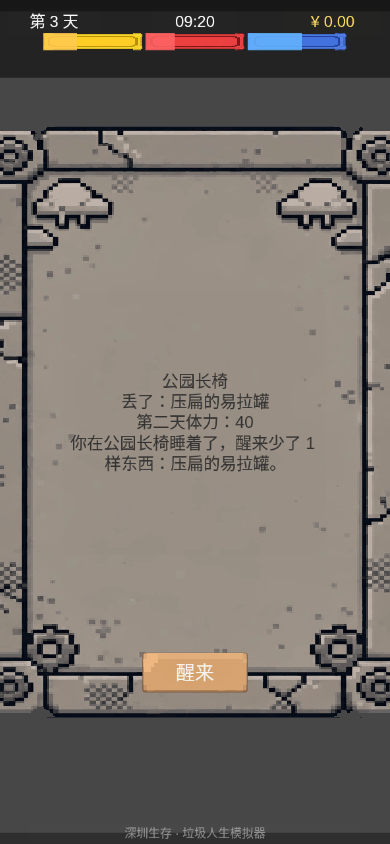 第 3 天
09:20
¥ 0.00
公园长椅
丢了：压扁的易拉罐
第二天体力：40
你在公园长椅睡着了，醒来少了 1
样东西：压扁的易拉罐。
醒来
深圳生存 · 垃圾人生模拟器